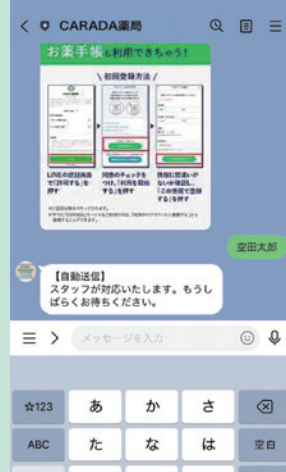 CARADA薬局
お薬手帳も利用できちゃう！
初回登録方法
LINEの認証画面
で「許可する」を
押す
同意のチェックを
つけ、「利用を開始
する」を押す
情報に間違いが
ないか確認し、
「この情報で登録
する」を押す
空田太郎
【自動送信】
スタッフが対応いたします。もうし
ばらくお待ちください。
メッセージを入力
☆123
あ
か
さ
ABC
た
な
は
空白